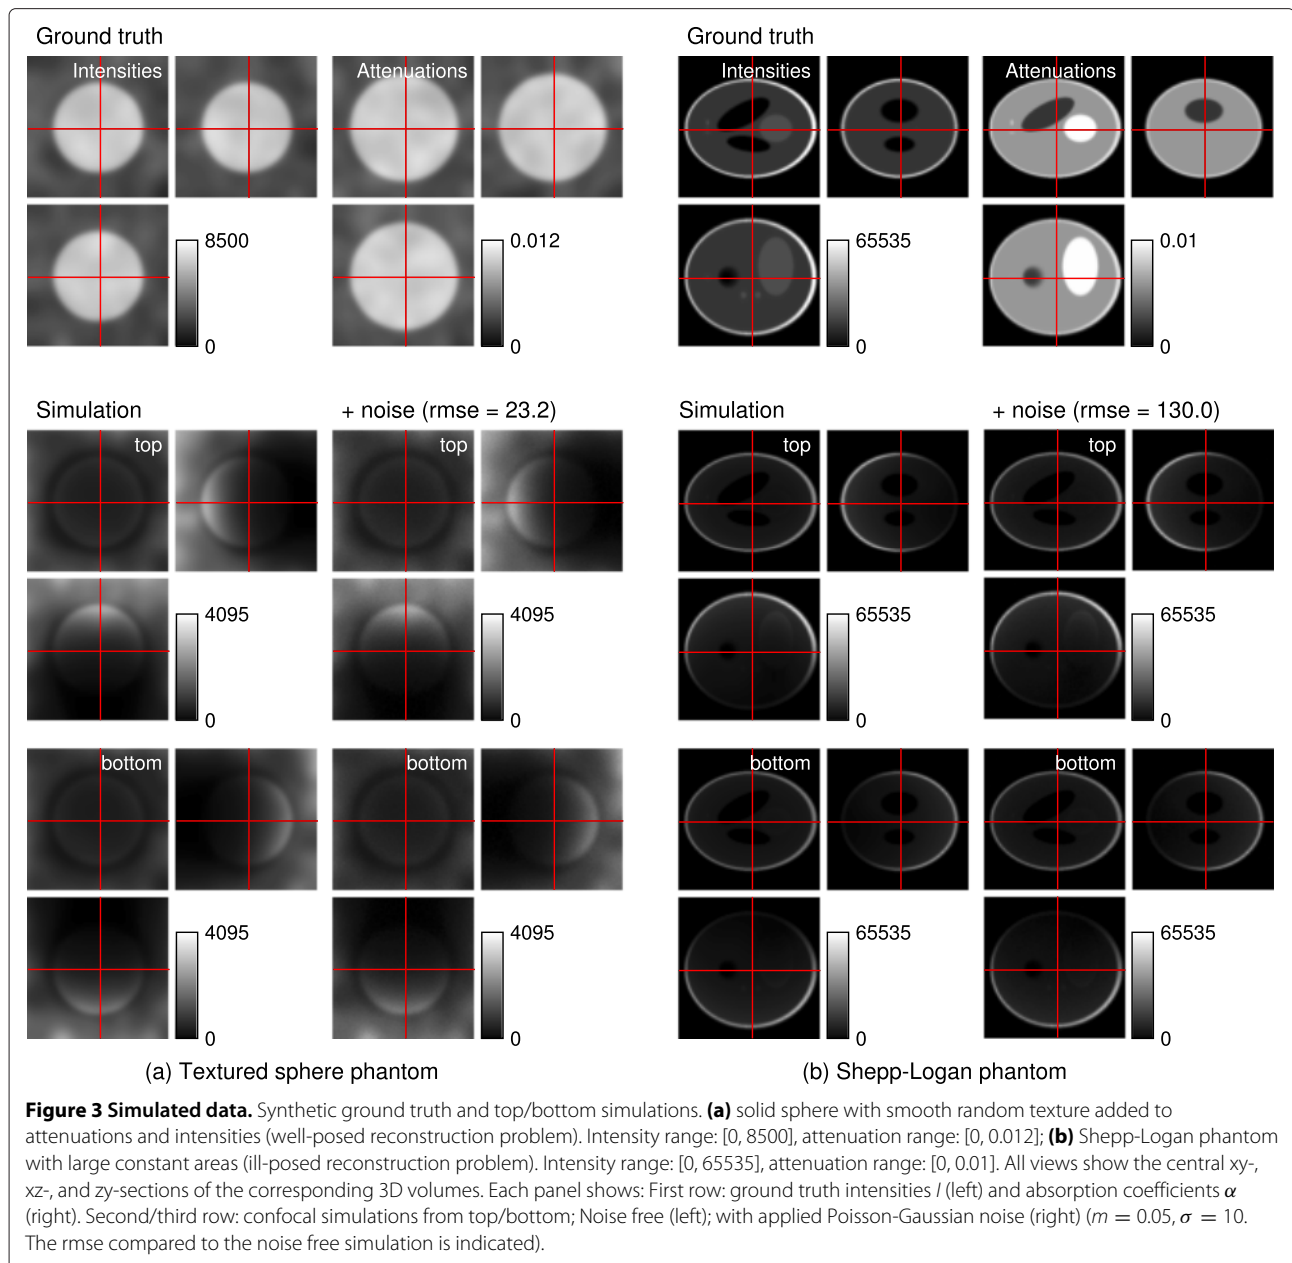 Ground truth
Intensities
Attenuations
8500
0
0.012
0
Simulation
+ noise (rmse = 23.2)
top
top
4095
0
4095
0
bottom
bottom
4095
0
4095
0
(a) Textured sphere phantom
Ground truth
Intensities
Attenuations
65535
0
0.01
0
Simulation
+ noise (rmse = 130.0)
top
top
65535
0
65535
0
bottom
bottom
65535
0
65535
0
(b) Shepp-Logan phantom
Figure 3 Simulated data. Synthetic ground truth and top/bottom simulations. (a) solid sphere with smooth random texture added to
attenuations and intensities (well-posed reconstruction problem). Intensity range: [0, 8500], attenuation range: [0, 0.012]; (b) Shepp-Logan phantom
with large constant areas (ill-posed reconstruction problem). Intensity range: [0, 65535], attenuation range: [0, 0.01]. All views show the central xy-,
xz-, and zy-sections of the corresponding 3D volumes. Each panel shows: First row: ground truth intensities I (left) and absorption coefficients α
(right). Second/third row: confocal simulations from top/bottom; Noise free (left); with applied Poisson-Gaussian noise (right) (m = 0.05, σ = 10.
The rmse compared to the noise free simulation is indicated).